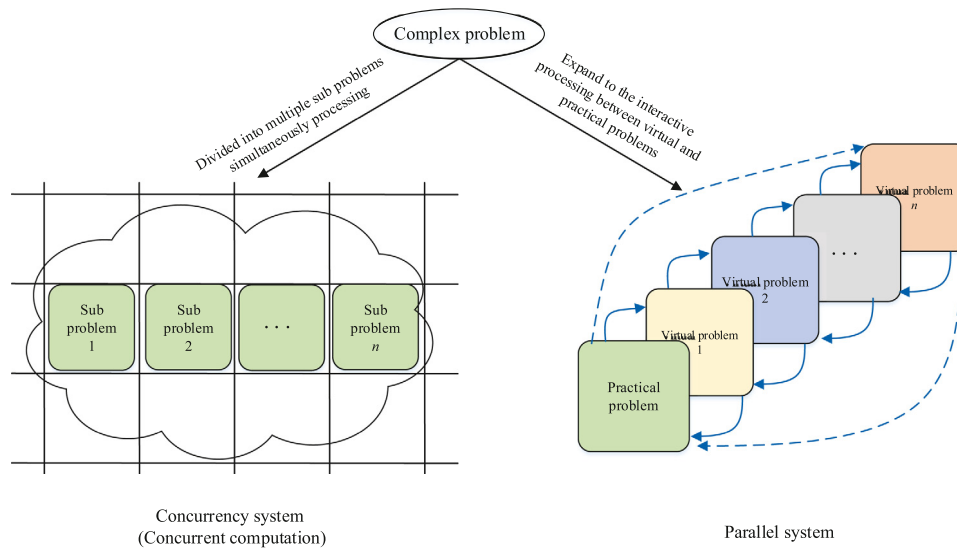 Complex problem
Divided into multiple sub problems
simultaneously processing
Expand to the interactive
processing between virtual and
practical problems
Sub
problem
1
Sub
problem
2
. . .
Sub
problem
n
Virtual problem
n
. . .
Virtual problem
2
Virtual problem
1
Practical
problem
Concurrency system
(Concurrent computation)
Parallel system